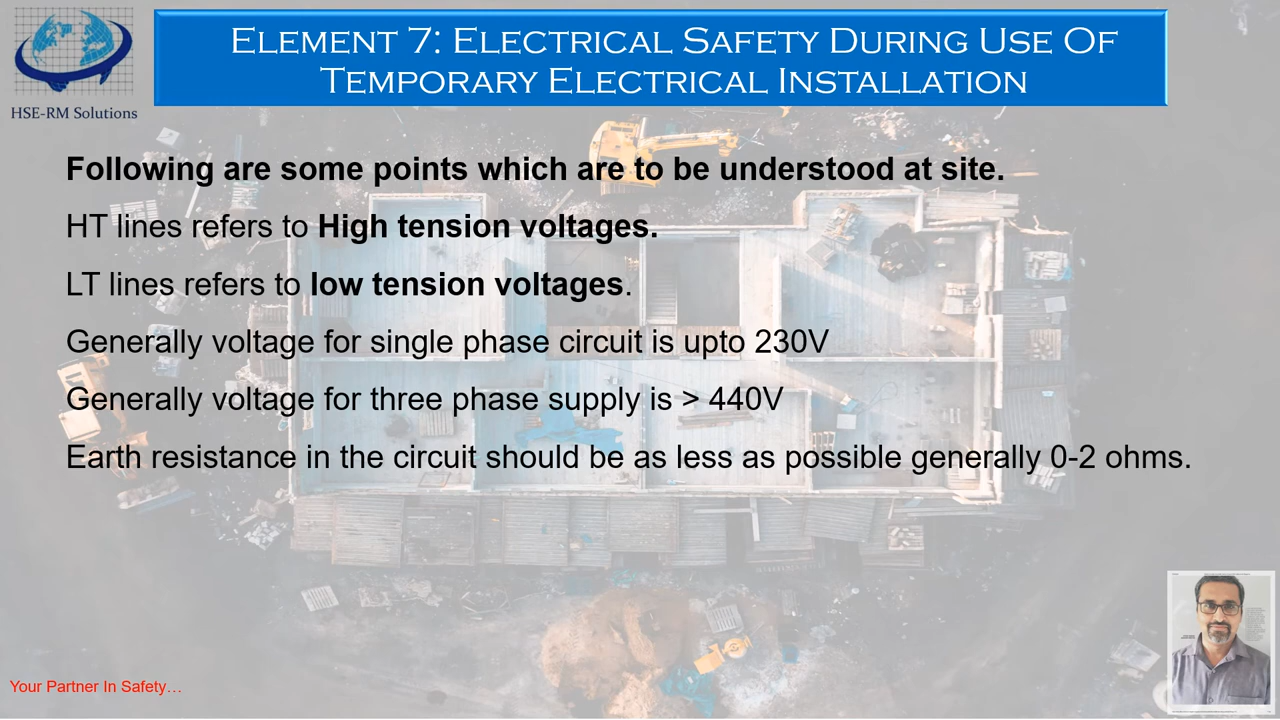 ELEMENT 7: ELECTRICAL SAFETY DURING USE OF
TEMPORARY ELECTRICAL INSTALLATION
HSE-RM Solutions
Following are some points which are to be understood at site.
HT lines refers to High tension voltages.
LT lines refers to low tension voltages.
Generally voltage for single phase circuit is upto 230V
Generally voltage for three phase supply is > 440V
Earth resistance in the circuit should be as less as possible generally 0-2 ohms.
Your Partner In Safety…